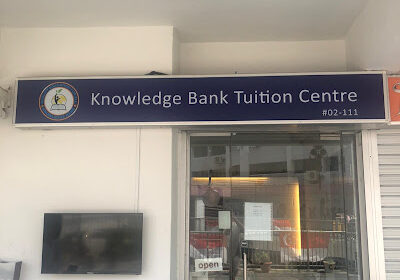 Knowledge Bank Tuition Centre
#02-111
open